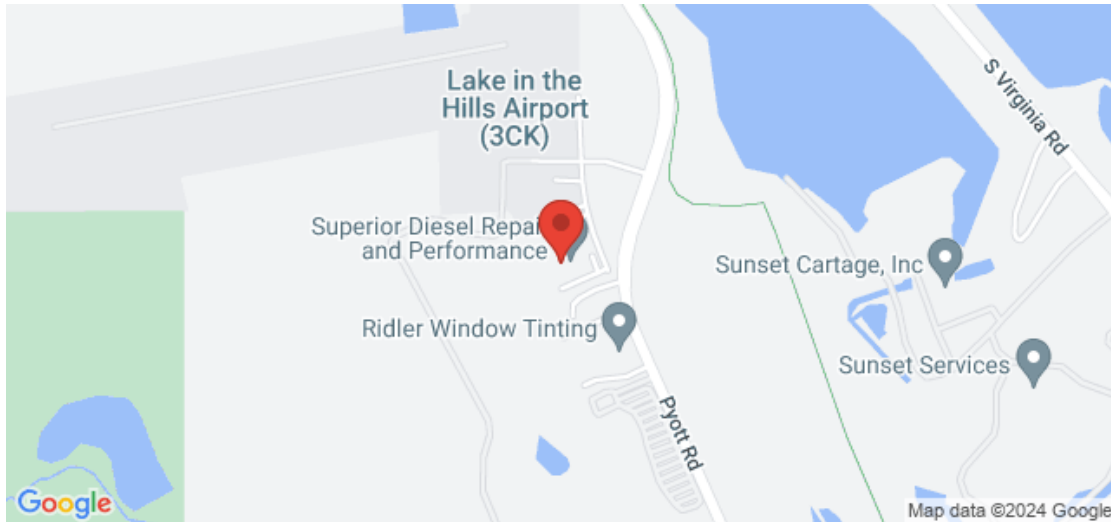 Lake in the
Hills Airport
(3CK)
S Virginia Rd
Superior Diesel Repai
and Performance
Sunset Cartage, Inc
Ridler Window Tinting
Sunset Services
Pyott Rd
Google
Map data ©2024 Google